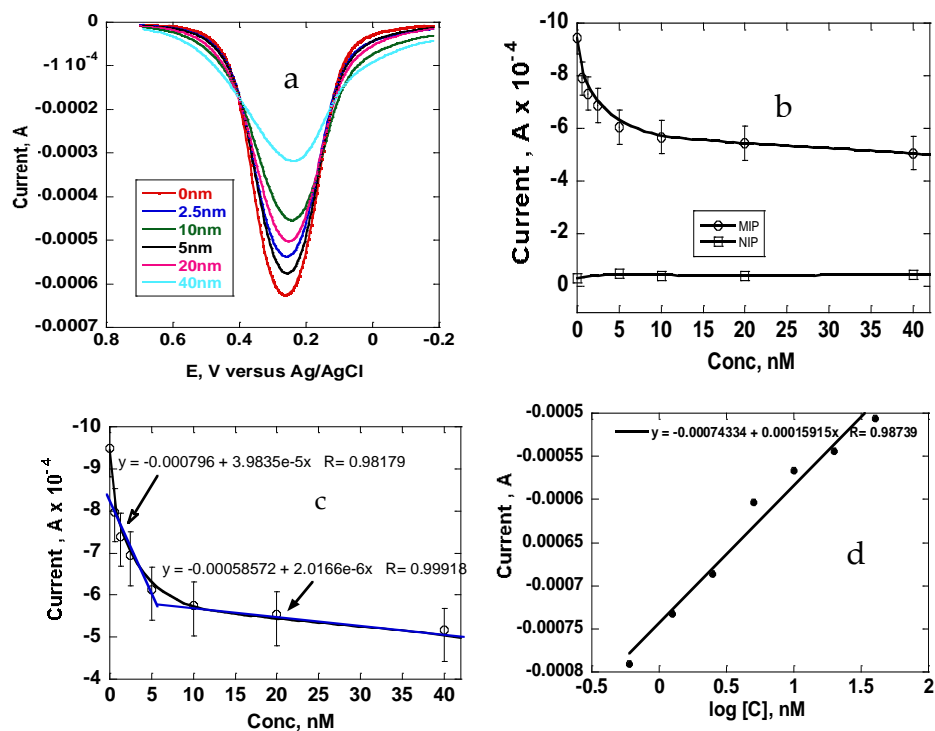 a
Current, A
-1 10⁻⁴
-0.0002
-0.0003
-0.0004
-0.0005
-0.0006
-0.0007
0.8
0.6
0.4
0.2
0
-0.2
E, V versus Ag/AgCl
0nm
2.5nm
10nm
5nm
20nm
40nm
b
Current , A x 10⁻⁴
-10
-8
-6
-4
-2
0
0
5
10
15
20
25
30
35
40
Conc, nM
MIP
NIP
c
Current , A x 10⁻⁴
-10
-9
-8
-7
-6
-5
-4
0
5
10
15
20
25
30
35
40
Conc, nM
y = -0.000796 + 3.9835e-5x R= 0.98179
y = -0.00058572 + 2.0166e-6x R= 0.99918
d
Current , A
-0.0005
-0.00055
-0.0006
-0.00065
-0.0007
-0.00075
-0.0008
-0.5
0
0.5
1
1.5
2
log [C], nM
y = -0.00074334 + 0.00015915x R= 0.98739